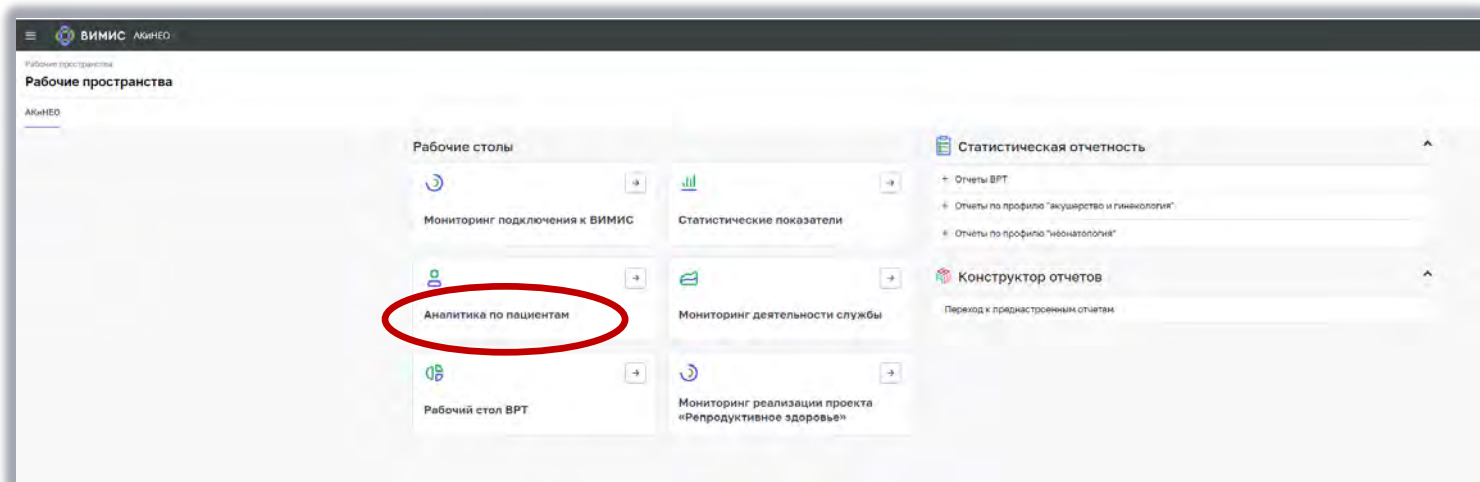 ВИМИС АКиНЕО
Рабочие пространства
Рабочие пространства
АКиНЕО
Рабочие столы
Мониторинг подключения к ВИМИС
Статистические показатели
Аналитика по пациентам
Мониторинг деятельности службы
Рабочий стол ВРТ
Мониторинг реализации проекта
«Репродуктивное здоровье»
Статистическая отчетность
+ Отчеты ВРТ
+ Отчеты по профилю "акушерство и гинекология"
+ Отчеты по профилю "неонатология"
Конструктор отчетов
Переход к преднастроенным отчетам